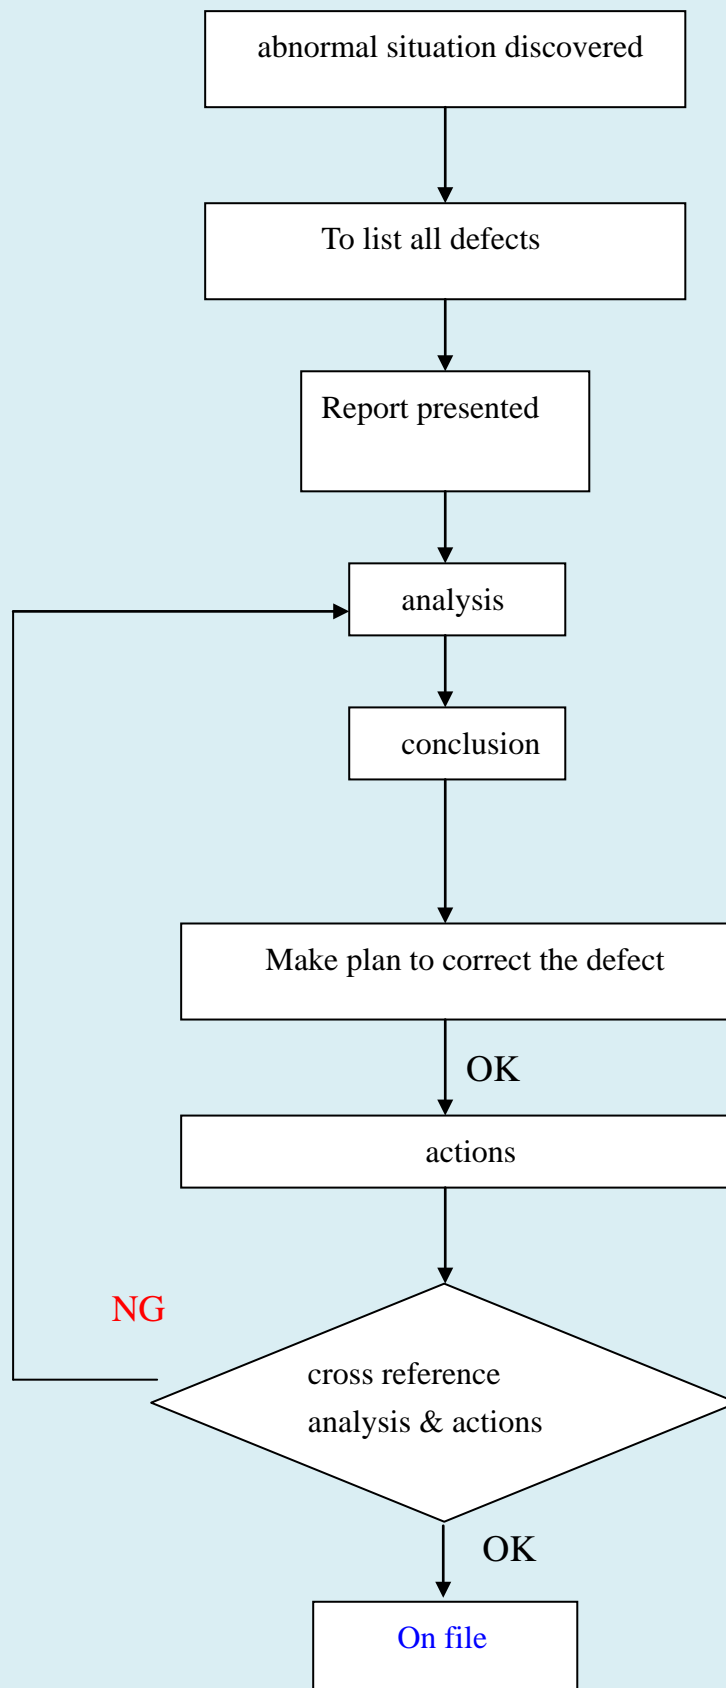 abnormal situation discovered
To list all defects
Report presented
analysis
conclusion
Make plan to correct the defect
OK
actions
NG
cross reference
analysis & actions
OK
On file